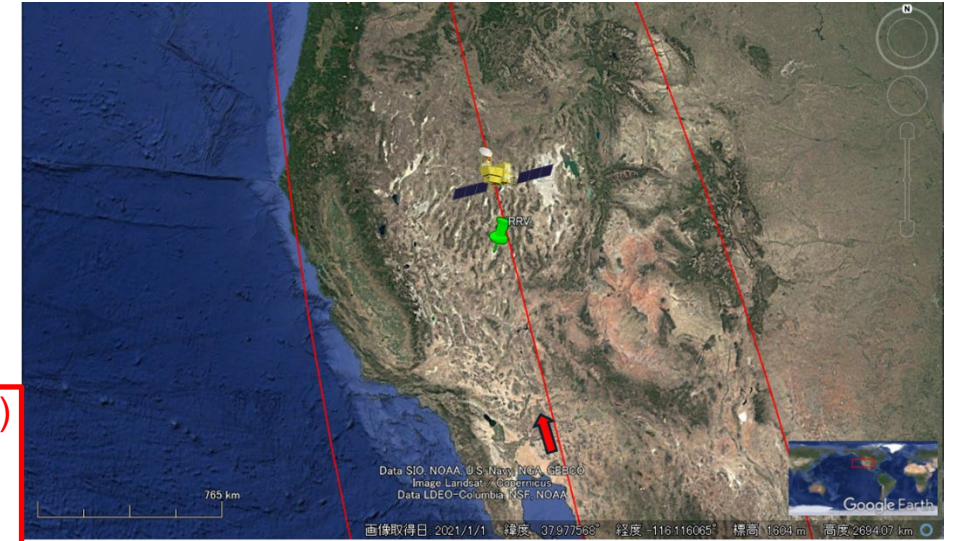 N
RRV
)
Data SIO, NOAA, U.S. Navy, NGA, GEBCO
Image Landsat / Copernicus
Data LDEO-Columbia, NSF, NOAA
765 km
Google Earth
画像取得日 2021/1/1 緯度 37.977568° 経度 -116.116065° 標高 1604 m 高度 2694.07 km